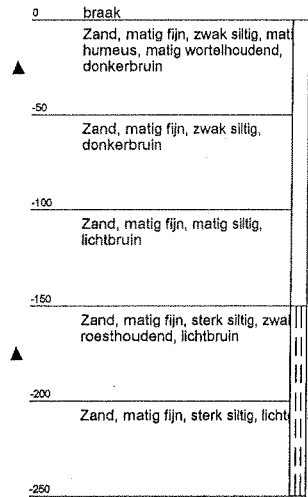 0 braak
Zand, matig fijn, zwak siltig, mati
humeus, matig wortelhoudend,
donkerbruin
-50
Zand, matig fijn, zwak siltig,
donkerbruin
-100
Zand, matig fijn, matig siltig,
lichtbruin
-150
Zand, matig fijn, sterk siltig, zwak
roesthoudend, lichtbruin
-200
Zand, matig fijn, sterk siltig, licht
-250